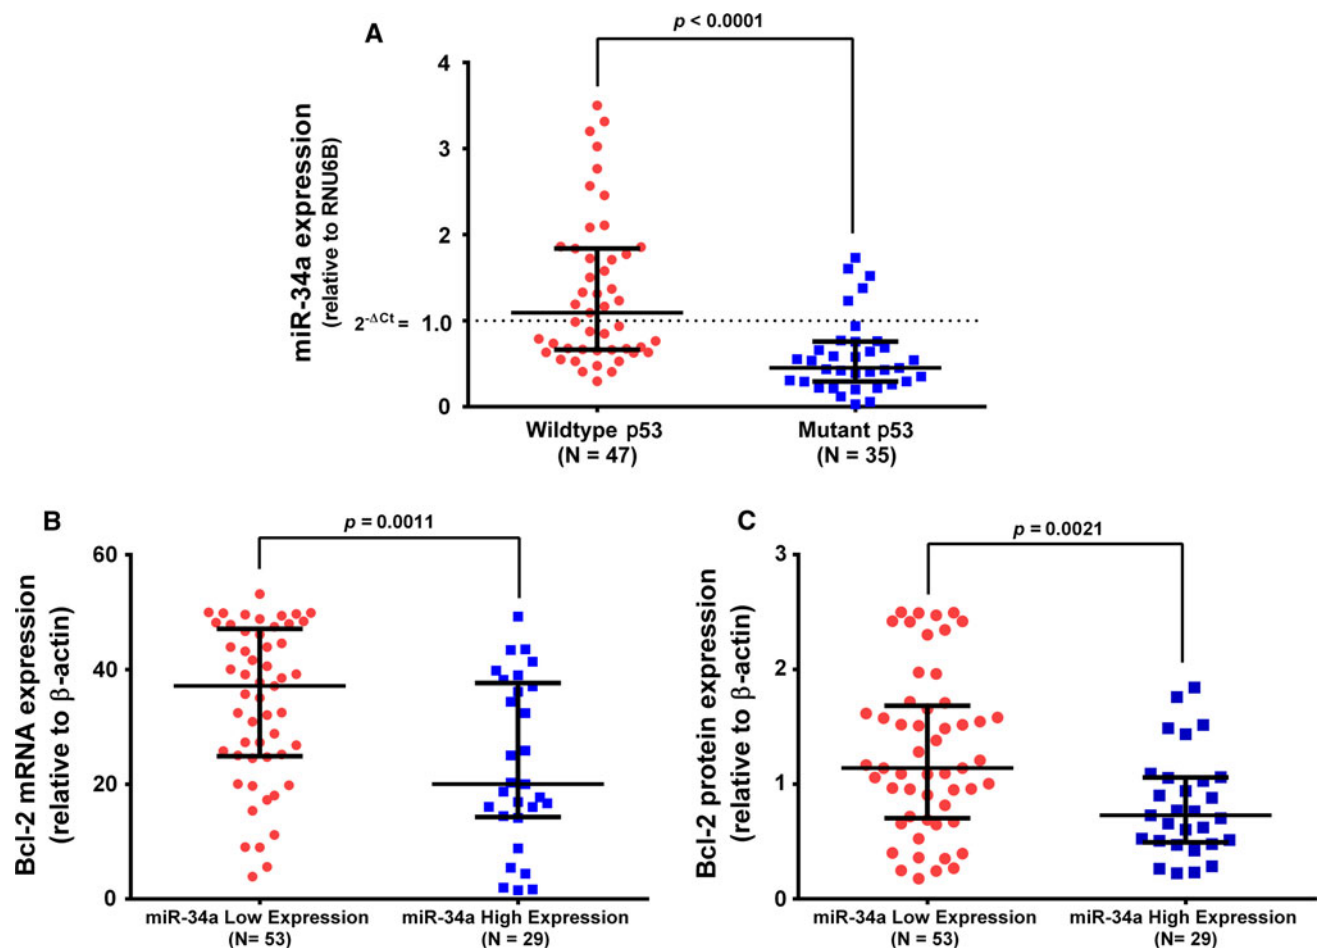 A
p < 0.0001
miR-34a expression
(relative to RNU6B)
4
3
2
2-ΔCt = 1.0
0
Wildtype p53
(N = 47)
Mutant p53
(N = 35)
B
p = 0.0011
Bcl-2 mRNA expression
(relative to β-actin)
60
40
20
0
miR-34a Low Expression
(N= 53)
miR-34a High Expression
(N = 29)
C
p = 0.0021
Bcl-2 protein expression
(relative to β-actin)
3
2
1
0
miR-34a Low Expression
(N = 53)
miR-34a High Expression
(N= 29)